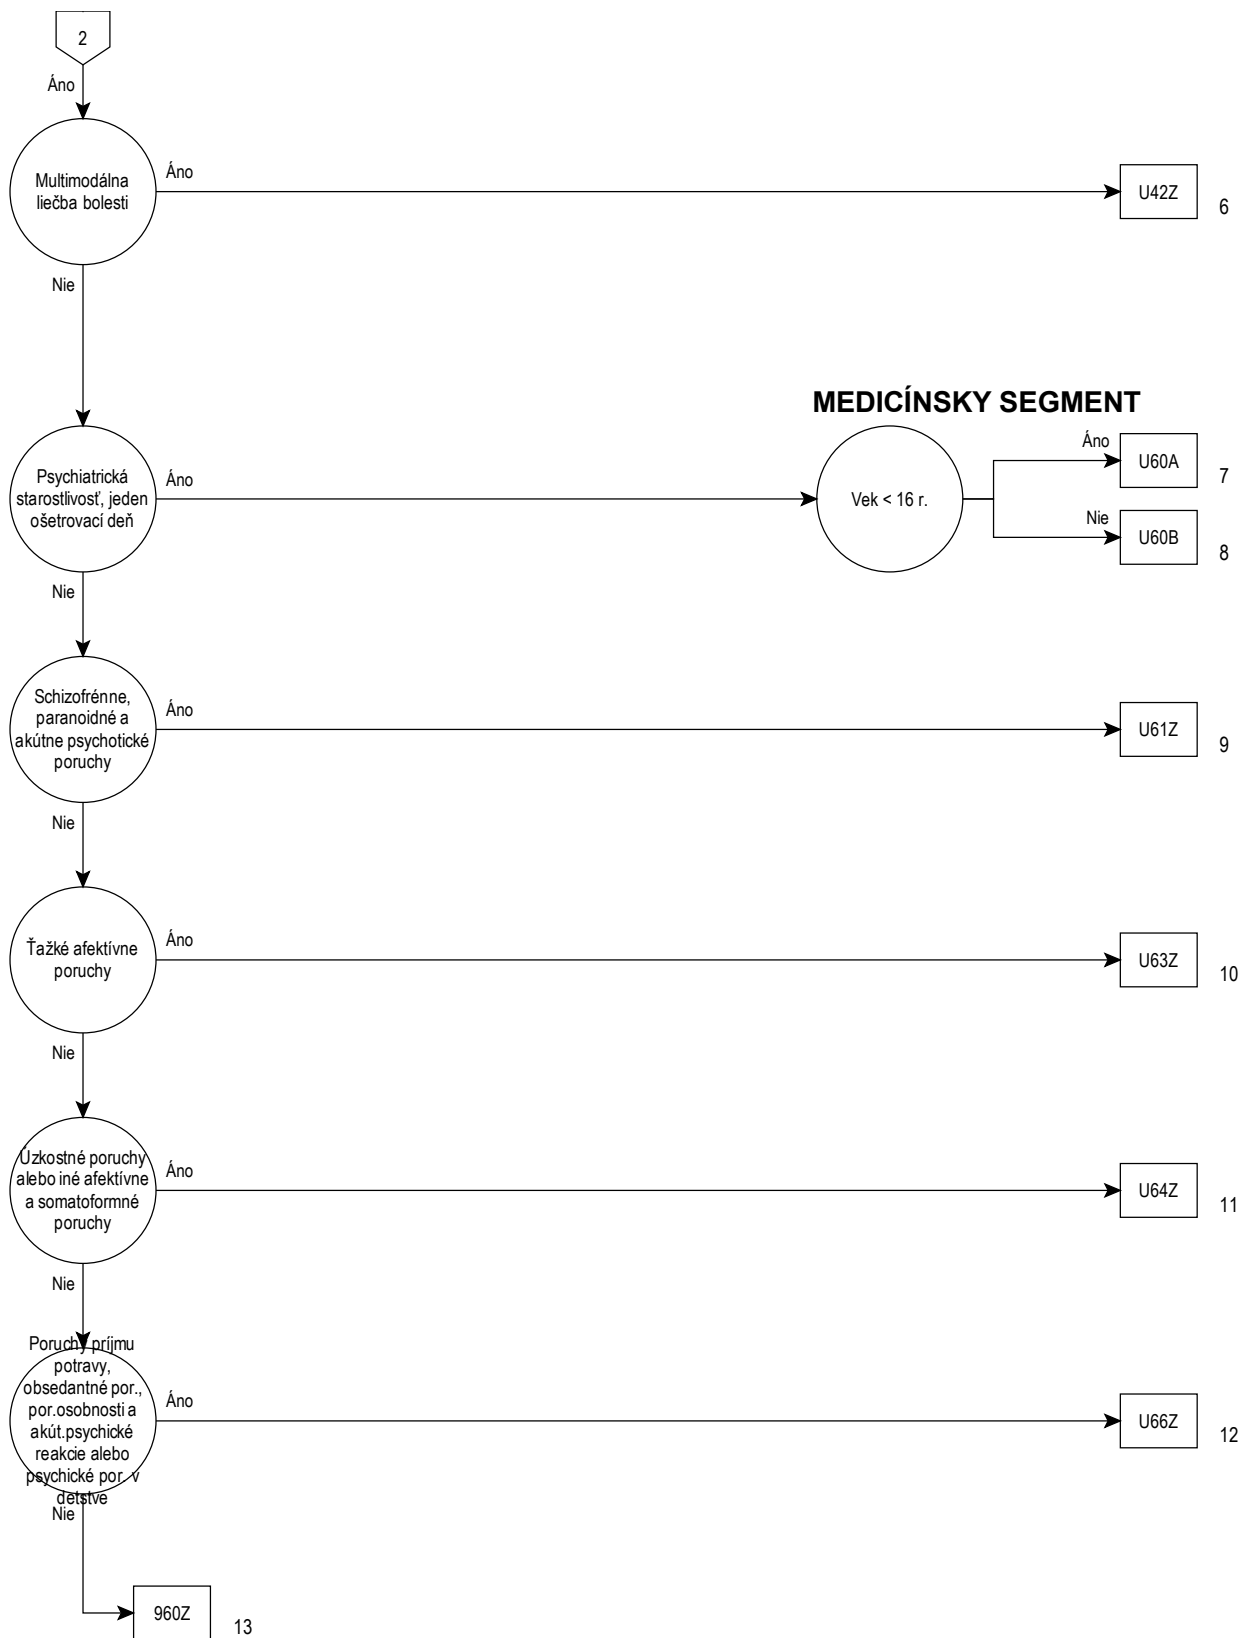 2
Áno
Multimodálna
liečba bolesti
Áno
U42Z
6
Nie
MEDICÍNSKY SEGMENT
Psychiatrická
starostlivosť, jeden
ošetrovací deň
Áno
Vek < 16 r.
Áno
U60A
7
Nie
U60B
8
Nie
Schizofrénne,
paranoidné a
akútne psychotické
poruchy
Áno
U61Z
9
Nie
Ťažké afektívne
poruchy
Áno
U63Z
10
Nie
Úzkostné poruchy
alebo iné afektívne
a somatoformné
poruchy
Áno
U64Z
11
Nie
Poruchy príjmu
potravy,
obsedantné por.,
por.osobnosti a
akút.psychické
reakcie alebo
psychické por. v
detstve
Áno
U66Z
12
Nie
960Z
13